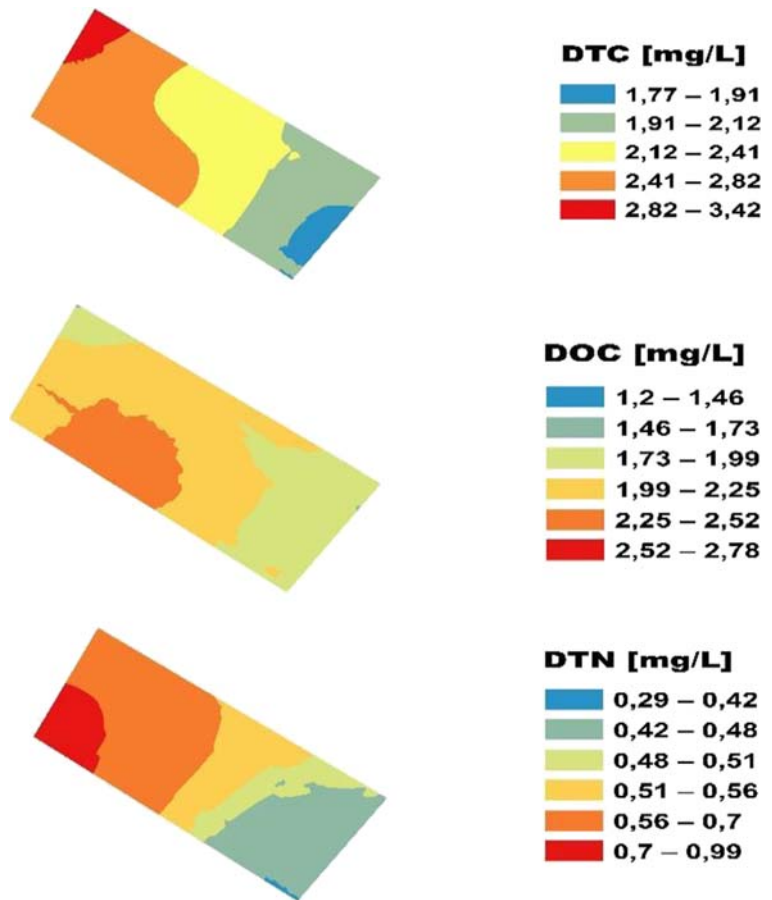 DTC [mg/L]
1,77 – 1,91
1,91 – 2,12
2,12 – 2,41
2,41 – 2,82
2,82 – 3,42
DOC [mg/L]
1,2 – 1,46
1,46 – 1,73
1,73 – 1,99
1,99 – 2,25
2,25 – 2,52
2,52 – 2,78
DTN [mg/L]
0,29 – 0,42
0,42 – 0,48
0,48 – 0,51
0,51 – 0,56
0,56 – 0,7
0,7 – 0,99